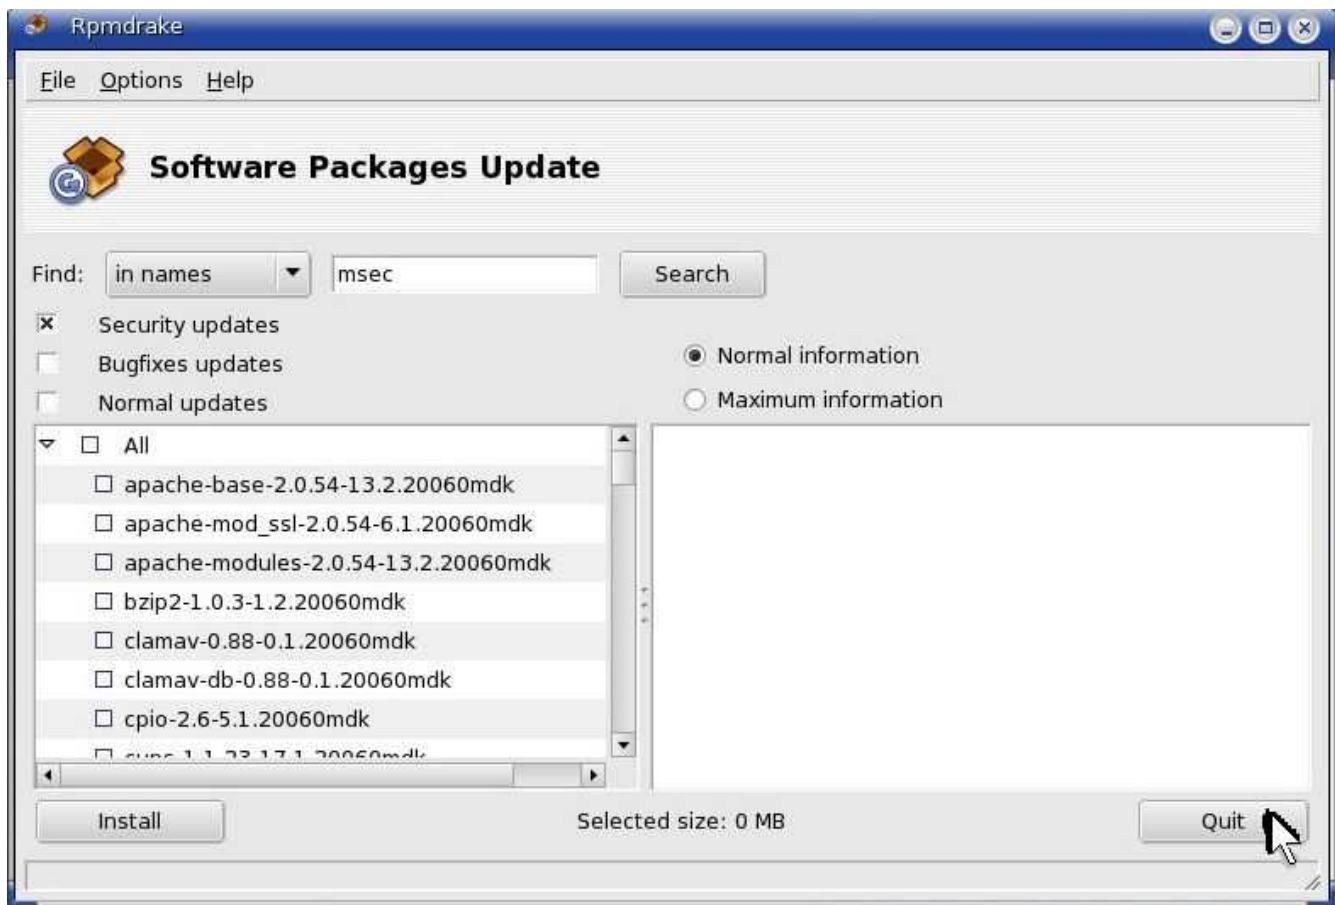 Rpmdrake
File Options Help
Software Packages Update
Find: in names msec Search
Security updates
Bugfixes updates
Normal updates
Normal information
Maximum information
All
apache-base-2.0.54-13.2.20060mdk
apache-mod_ssl-2.0.54-6.1.20060mdk
apache-modules-2.0.54-13.2.20060mdk
bzip2-1.0.3-1.2.20060mdk
clamav-0.88-0.1.20060mdk
clamav-db-0.88-0.1.20060mdk
cpio-2.6-5.1.20060mdk
Install Selected size: 0 MB Quit